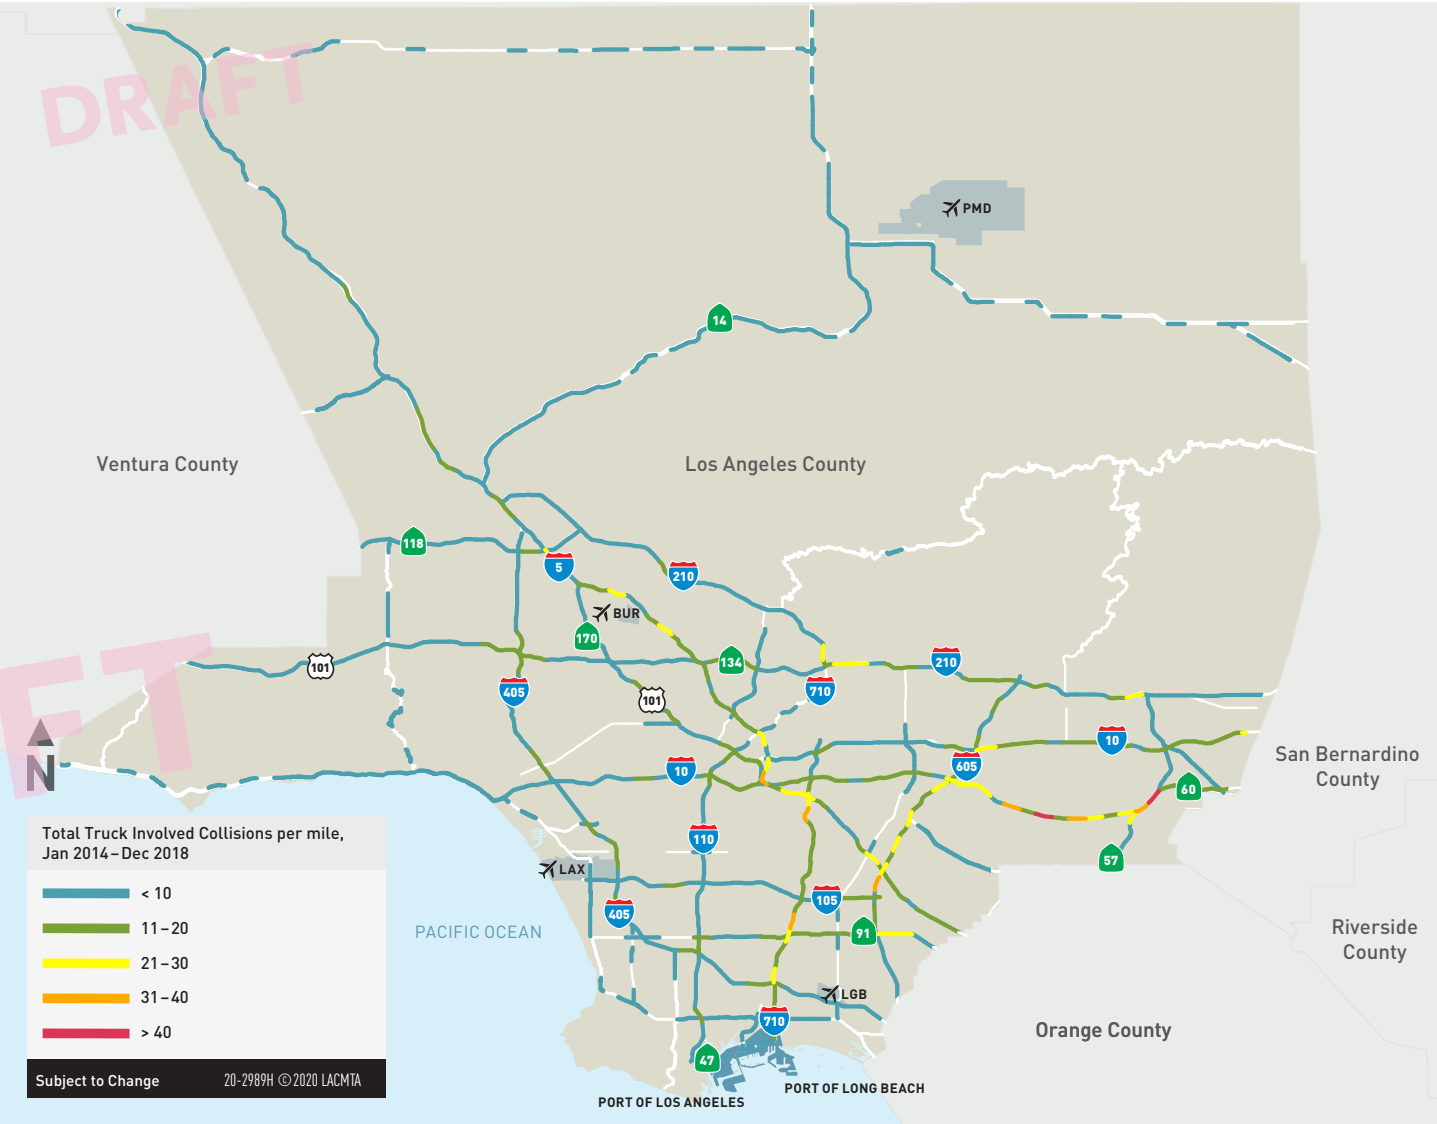 DRAFT
PMD
14
Ventura County
Los Angeles County
118
5
210
BUR
170
134
210
101
405
101
710
FT
N
10
10
605
San Bernardino
County
60
Total Truck Involved Collisions per mile,
Jan 2014–Dec 2018
110
57
LAX
< 10
105
405
11–20
91
PACIFIC OCEAN
Riverside
County
21–30
31–40
LGB
> 40
710
Orange County
47
Subject to Change
20-2989H ©2020 LACMTA
PORT OF LONG BEACH
PORT OF LOS ANGELES